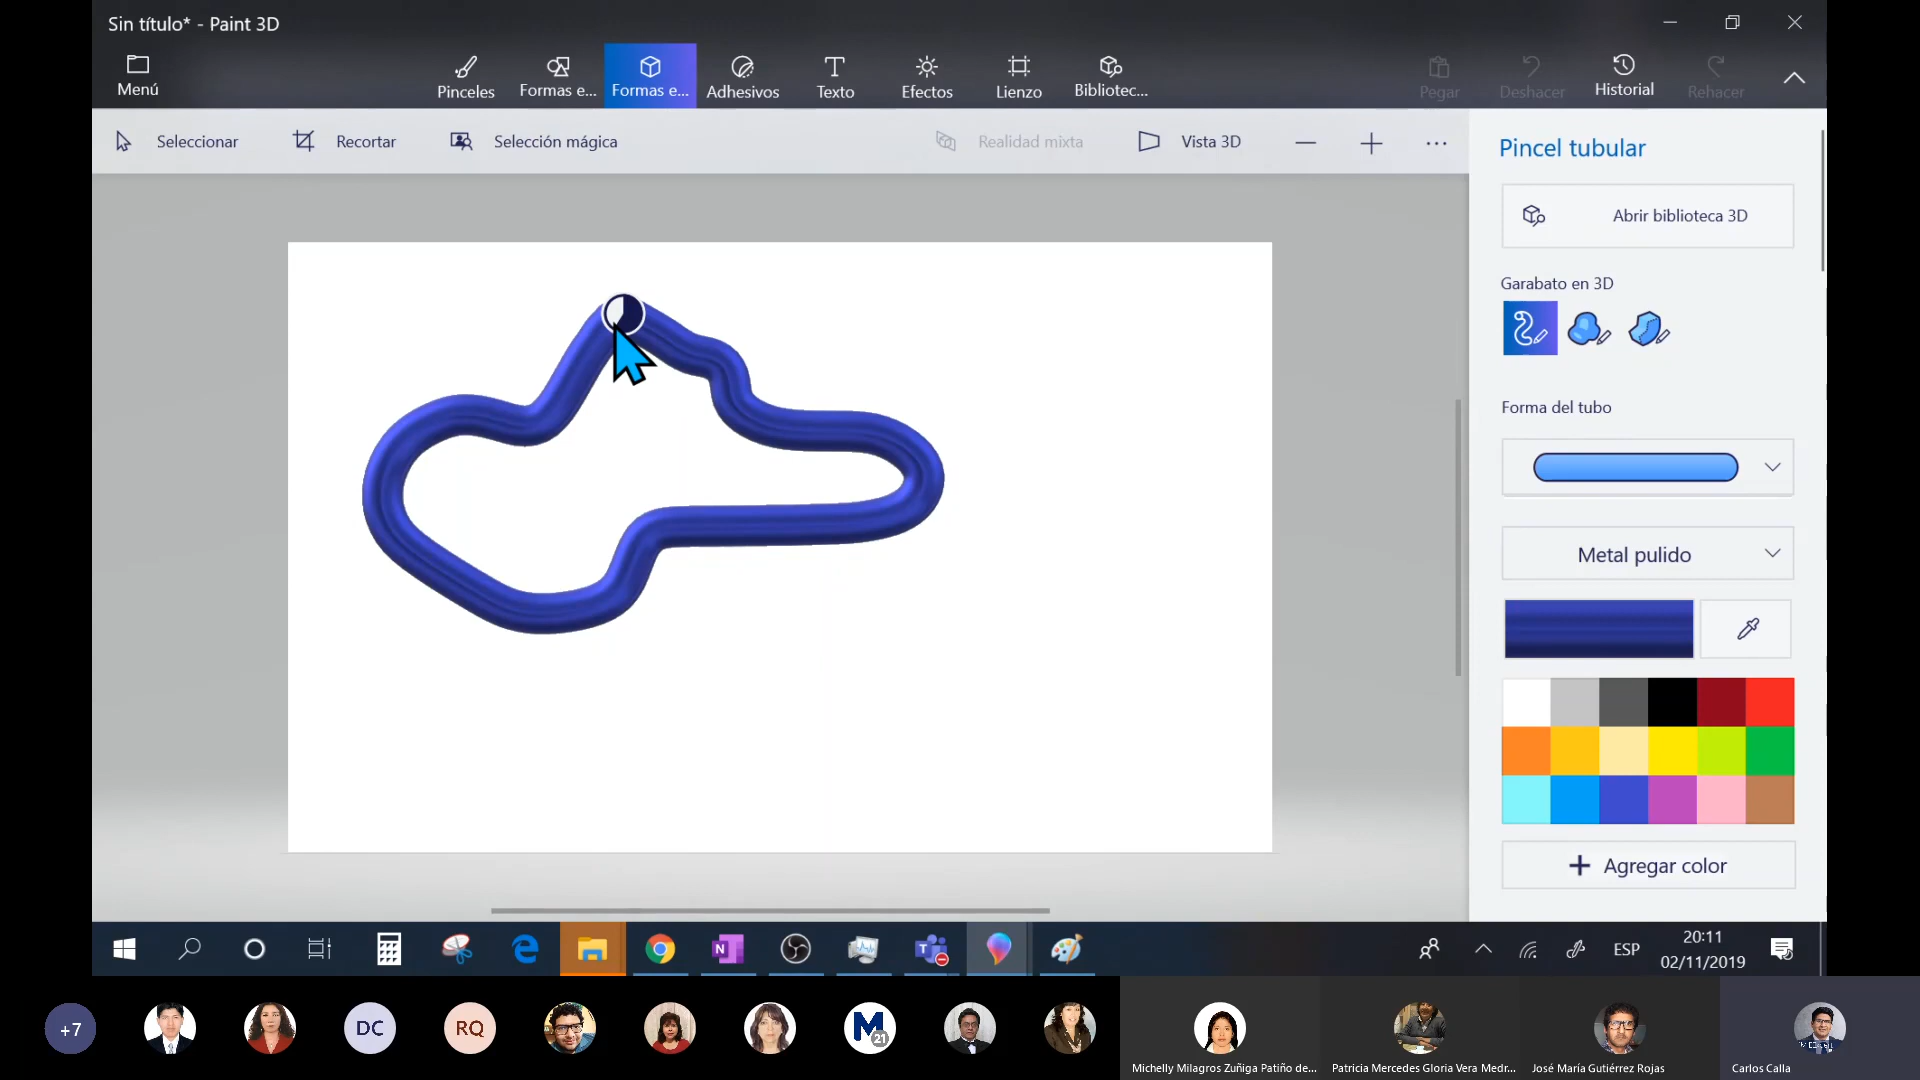 Sin título* - Paint 3D
Menú
Pinceles
Formas e...
Formas e...
Adhesivos
Texto
Efectos
Lienzo
Bibliotec...
Pegar
Deshacer
Historial
Rehacer
Seleccionar
Recortar
Selección mágica
Realidad mixta
Vista 3D
Pincel tubular
Abrir biblioteca 3D
Garabato en 3D
Forma del tubo
Metal pulido
Agregar color
ESP
20:11
02/11/2019
+7
DC
RQ
M
21
Michelly Milagros Zuñiga Patiño de...
Patricia Mercedes Gloria Vera Medr...
José María Gutiérrez Rojas
Carlos Calla